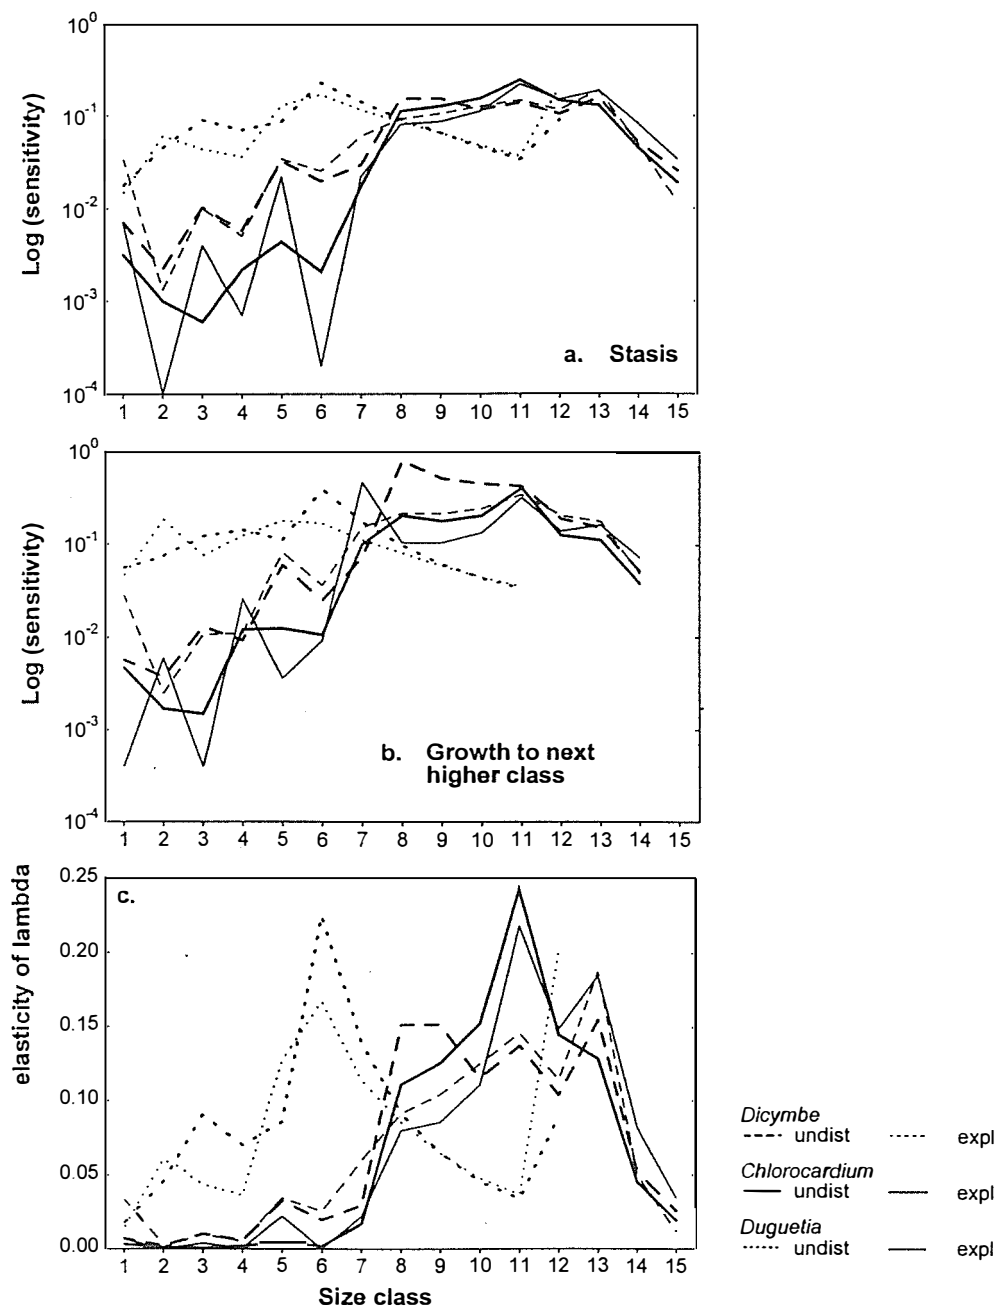 10⁰
10⁻¹
10⁻²
10⁻³
10⁻⁴
Log (sensitivity)
a. Stasis
1 2 3 4 5 6 7 8 9 10 11 12 13 14 15
10⁰
10⁻¹
10⁻²
10⁻³
10⁻⁴
Log (sensitivity)
b. Growth to next
higher class
1 2 3 4 5 6 7 8 9 10 11 12 13 14 15
elasticity of lambda
0.25
0.20
0.15
0.10
0.05
0.00
c.
1 2 3 4 5 6 7 8 9 10 11 12 13 14 15
Size class
Dicymbe
undist expl
Chlorocardium
undist expl
Duguetia
undist expl